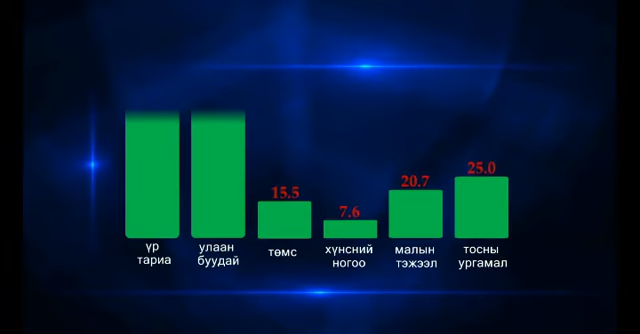 15.5
7.6
20.7
25.0
үр
тариа
улаан
буудай
төмс
хүнсний
ногоо
малын
тэжээл
тосны
ургамал